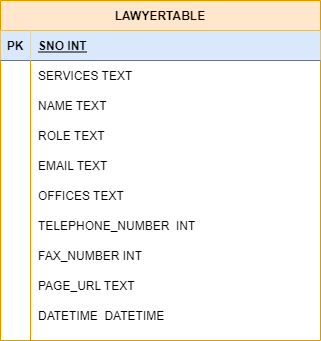 LAWYERTABLE
PK SNO INT
SERVICES TEXT
NAME TEXT
ROLE TEXT
EMAIL TEXT
OFFICES TEXT
TELEPHONE_NUMBER  INT
FAX_NUMBER INT
PAGE_URL TEXT
DATETIME  DATETIME